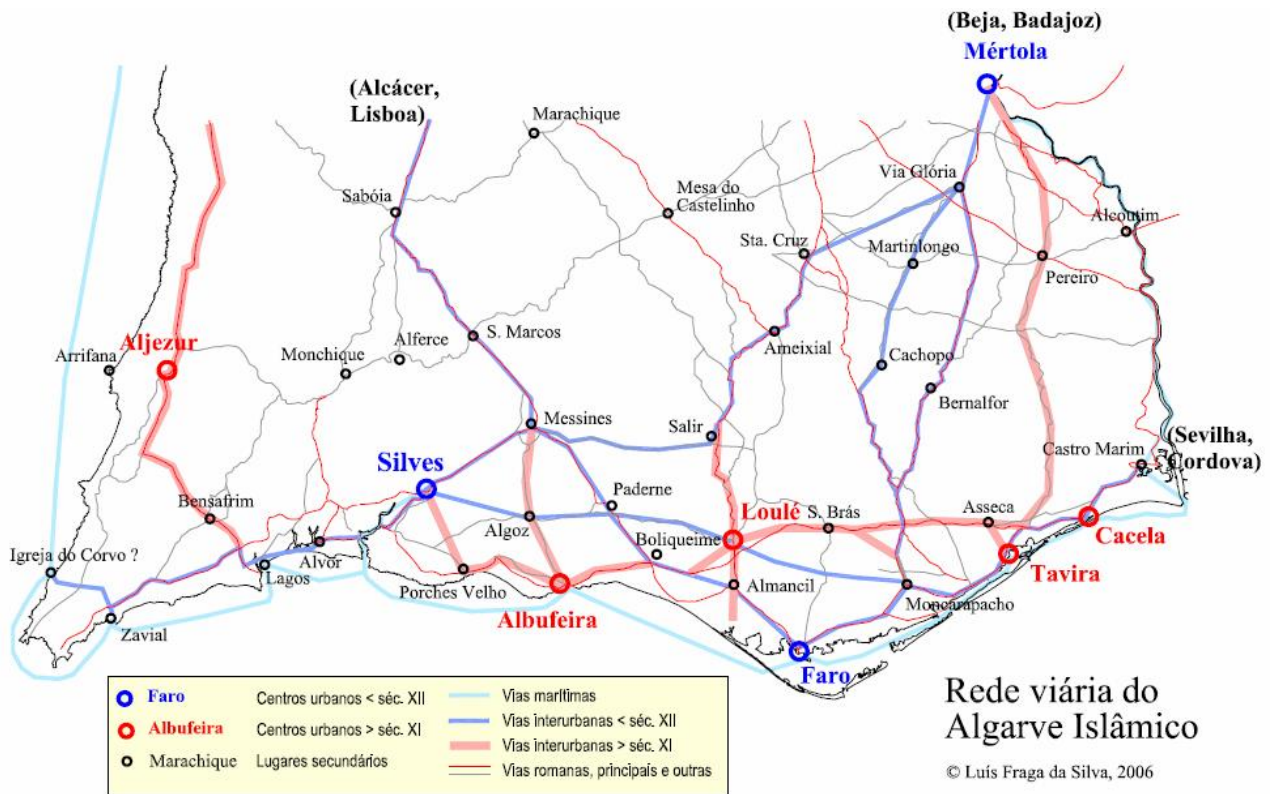 (Beja, Badajoz)
Mértola
(Alcácer,
Lisboa)
Marachique
Via Glória
Sabóia
Mesa do
Castelinho
Alcoutim
Sta. Cruz
Martinlongo
Pereiro
S. Marcos
Ameixial
Aljezur
Alferce
Arrifana
Monchique
Cachopo
Bernalfor
Messines
Salir
(Sevilha,
Cordova)
Castro Marim
Silves
Paderne
Bensafrim
Loulé
S. Brás
Asseca
Algoz
Cacela
Igreja do Corvo ?
Alvor
Boliqueime
Tavira
Lagos
Porches Velho
Almancil
Moncarapacho
Albufeira
Zavial
Faro
Faro Centros urbanos < séc. XII
Albufeira Centros urbanos > séc. XI
Marachique Lugares secundários
Vias marítimas
Vias interurbanas < séc. XII
Vias interurbanas > séc. XI
Vias romanas, principais e outras
Rede viária do
Algarve Islâmico
© Luís Fraga da Silva, 2006